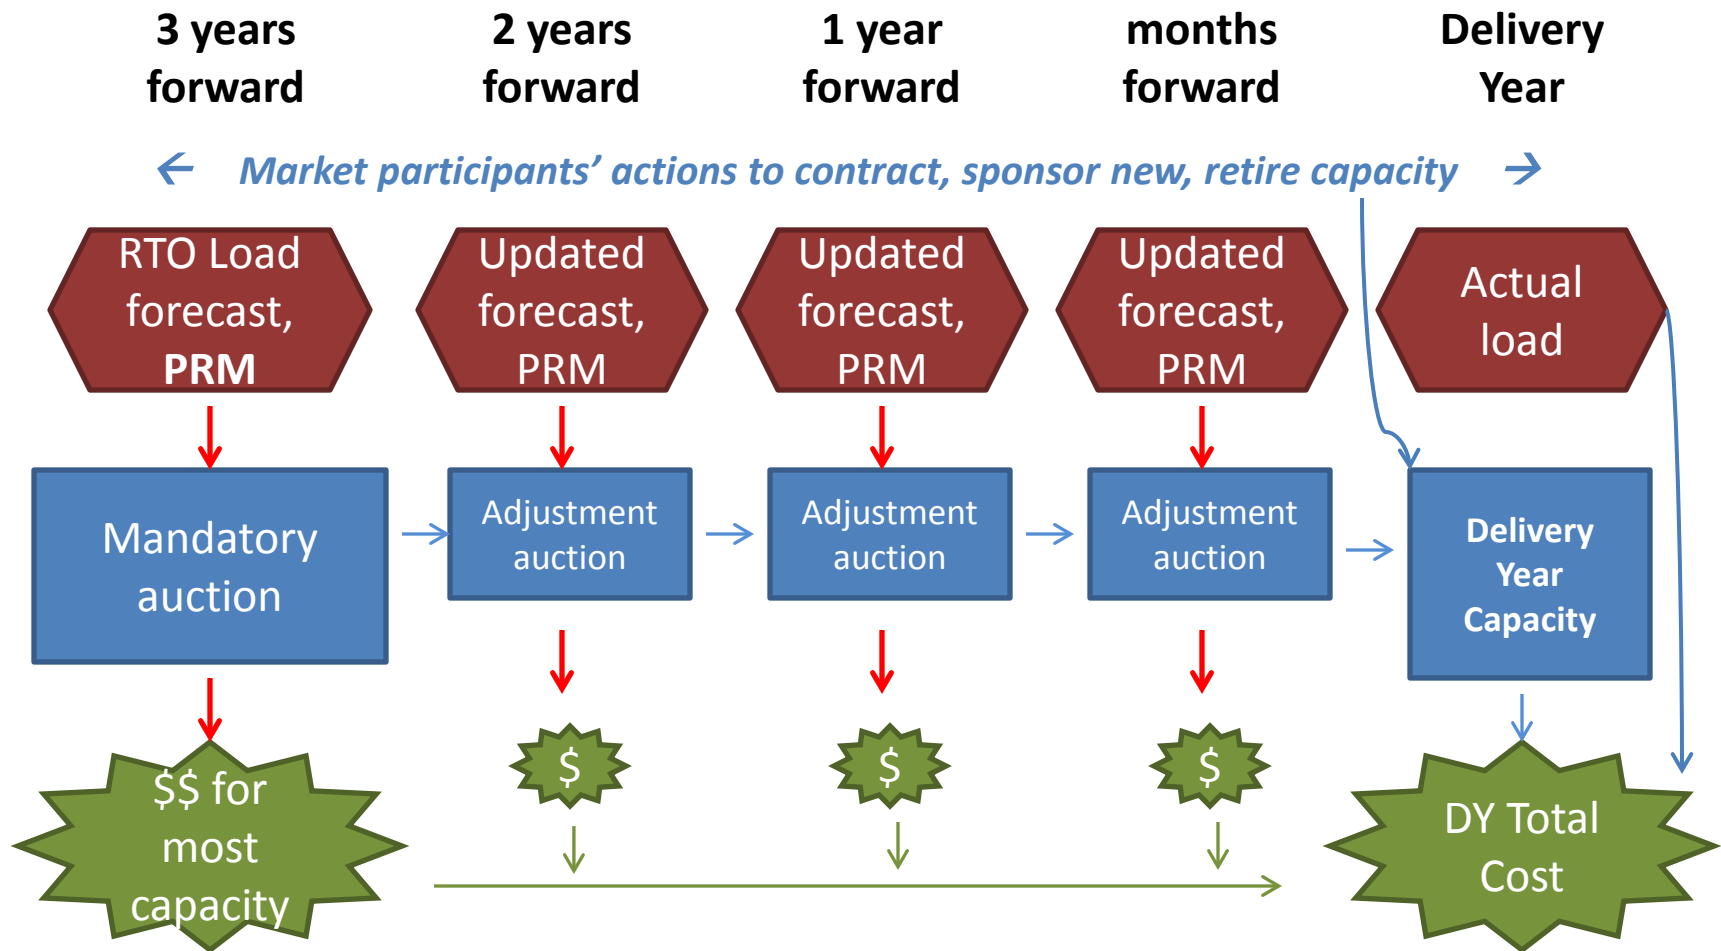 3 years
forward
2 years
forward
1 year
forward
months
forward
Delivery
Year
← Market participants’ actions to contract, sponsor new, retire capacity →
RTO Load
forecast,
PRM
Updated
forecast,
PRM
Updated
forecast,
PRM
Updated
forecast,
PRM
Actual
load
Mandatory
auction
Adjustment
auction
Adjustment
auction
Adjustment
auction
Delivery
Year
Capacity
$$ for
most
capacity
$
$
$
DY Total
Cost